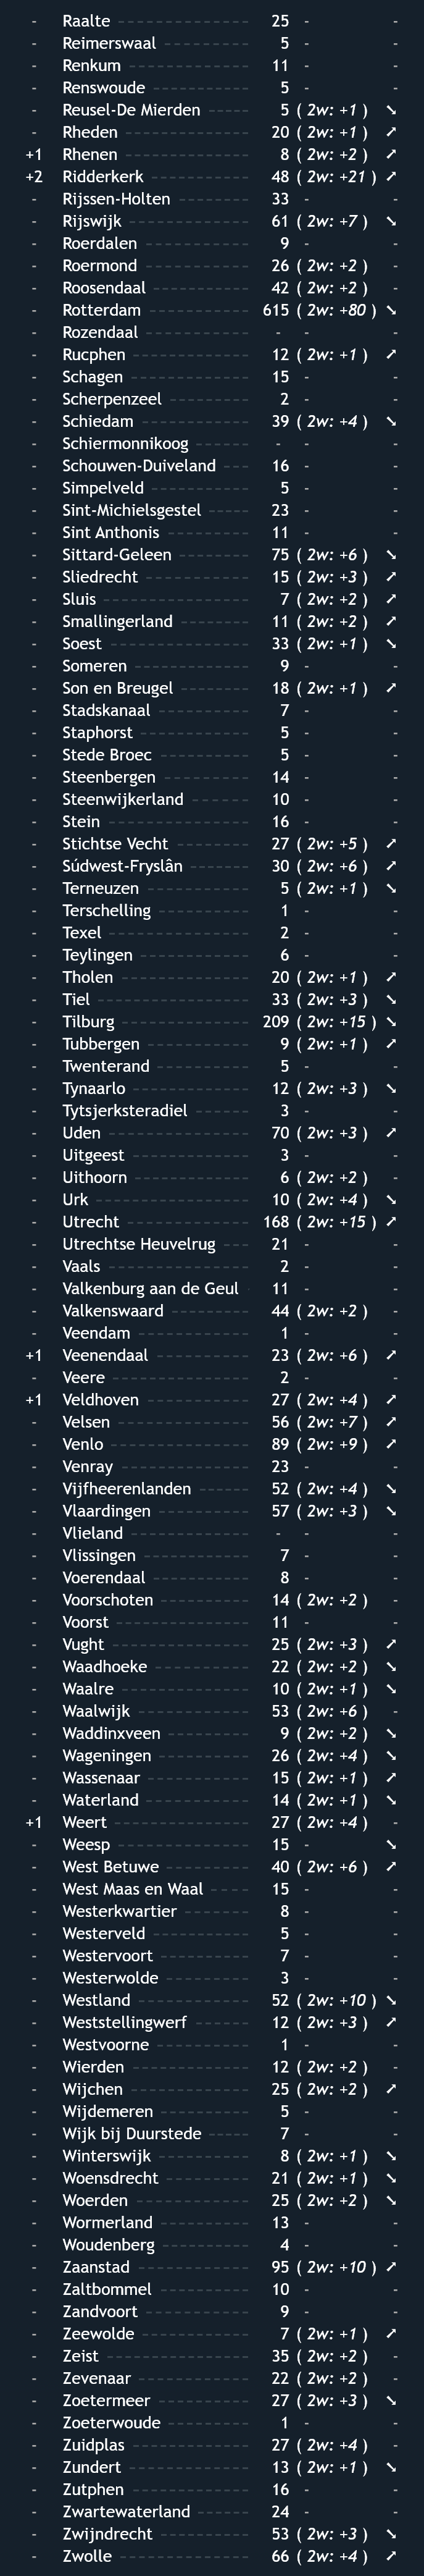 - Raalte 25 - -
- Reimerswaal 5 - -
- Renkum 11 - -
- Renswoude 5 - -
- Reusel-De Mierden 5 ( 2w: +1 ) ↘
- Rheden 20 ( 2w: +1 ) ↗
+1 Rhenen 8 ( 2w: +2 ) ↗
+2 Ridderkerk 48 ( 2w: +21 ) ↗
- Rijssen-Holten 33 - -
- Rijswijk 61 ( 2w: +7 ) ↘
- Roerdalen 9 - -
- Roermond 26 ( 2w: +2 ) -
- Roosendaal 42 ( 2w: +2 ) -
- Rotterdam 615 ( 2w: +80 ) ↘
- Rozendaal - - -
- Rucphen 12 ( 2w: +1 ) ↗
- Schagen 15 - -
- Scherpenzeel 2 - -
- Schiedam 39 ( 2w: +4 ) ↘
- Schiermonnikoog - - -
- Schouwen-Duiveland 16 - -
- Simpelveld 5 - -
- Sint-Michielsgestel 23 - -
- Sint Anthonis 11 - -
- Sittard-Geleen 75 ( 2w: +6 ) ↘
- Sliedrecht 15 ( 2w: +3 ) ↗
- Sluis 7 ( 2w: +2 ) ↗
- Smallingerland 11 ( 2w: +2 ) ↗
- Soest 33 ( 2w: +1 ) ↘
- Someren 9 - -
- Son en Breugel 18 ( 2w: +1 ) ↗
- Stadskanaal 7 - -
- Staphorst 5 - -
- Stede Broec 5 - -
- Steenbergen 14 - -
- Steenwijkerland 10 - -
- Stein 16 - -
- Stichtse Vecht 27 ( 2w: +5 ) ↗
- Súdwest-Fryslân 30 ( 2w: +6 ) ↗
- Terneuzen 5 ( 2w: +1 ) ↘
- Terschelling 1 - -
- Texel 2 - -
- Teylingen 6 - -
- Tholen 20 ( 2w: +1 ) ↗
- Tiel 33 ( 2w: +3 ) ↘
- Tilburg 209 ( 2w: +15 ) ↘
- Tubbergen 9 ( 2w: +1 ) ↗
- Twenterand 5 - -
- Tynaarlo 12 ( 2w: +3 ) ↘
- Tytsjerksteradiel 3 - -
- Uden 70 ( 2w: +3 ) ↗
- Uitgeest 3 - -
- Uithoorn 6 ( 2w: +2 ) -
- Urk 10 ( 2w: +4 ) ↘
- Utrecht 168 ( 2w: +15 ) ↗
- Utrechtse Heuvelrug 21 - -
- Vaals 2 - -
- Valkenburg aan de Geul 11 - -
- Valkenswaard 44 ( 2w: +2 ) -
- Veendam 1 - -
+1 Veenendaal 23 ( 2w: +6 ) ↗
- Veere 2 - -
+1 Veldhoven 27 ( 2w: +4 ) ↗
- Velsen 56 ( 2w: +7 ) ↗
- Venlo 89 ( 2w: +9 ) ↗
- Venray 23 - -
- Vijfheerenlanden 52 ( 2w: +4 ) ↘
- Vlaardingen 57 ( 2w: +3 ) ↘
- Vlieland - - -
- Vlissingen 7 - -
- Voerendaal 8 - -
- Voorschoten 14 ( 2w: +2 ) -
- Voorst 11 - -
- Vught 25 ( 2w: +3 ) ↗
- Waadhoeke 22 ( 2w: +2 ) ↘
- Waalre 10 ( 2w: +1 ) ↘
- Waalwijk 53 ( 2w: +6 ) -
- Waddinxveen 9 ( 2w: +2 ) ↘
- Wageningen 26 ( 2w: +4 ) ↘
- Wassenaar 15 ( 2w: +1 ) ↗
- Waterland 14 ( 2w: +1 ) ↘
+1 Weert 27 ( 2w: +4 ) -
- Weesp 15 - ↘
- West Betuwe 40 ( 2w: +6 ) ↗
- West Maas en Waal 15 - -
- Westerkwartier 8 - -
- Westerveld 5 - -
- Westervoort 7 - -
- Westerwolde 3 - -
- Westland 52 ( 2w: +10 ) ↘
- Weststellingwerf 12 ( 2w: +3 ) ↗
- Westvoorne 1 - -
- Wierden 12 ( 2w: +2 ) -
- Wijchen 25 ( 2w: +2 ) ↗
- Wijdemeren 5 - -
- Wijk bij Duurstede 7 - -
- Winterswijk 8 ( 2w: +1 ) ↘
- Woensdrecht 21 ( 2w: +1 ) ↘
- Woerden 25 ( 2w: +2 ) ↘
- Wormerland 13 - -
- Woudenberg 4 - -
- Zaanstad 95 ( 2w: +10 ) ↗
- Zaltbommel 10 - -
- Zandvoort 9 - -
- Zeewolde 7 ( 2w: +1 ) ↗
- Zeist 35 ( 2w: +2 ) -
- Zevenaar 22 ( 2w: +2 ) -
- Zoetermeer 27 ( 2w: +3 ) ↘
- Zoeterwoude 1 - -
- Zuidplas 27 ( 2w: +4 ) -
- Zundert 13 ( 2w: +1 ) ↘
- Zutphen 16 - -
- Zwartewaterland 24 - -
- Zwijndrecht 53 ( 2w: +3 ) ↘
- Zwolle 66 ( 2w: +4 ) ↗